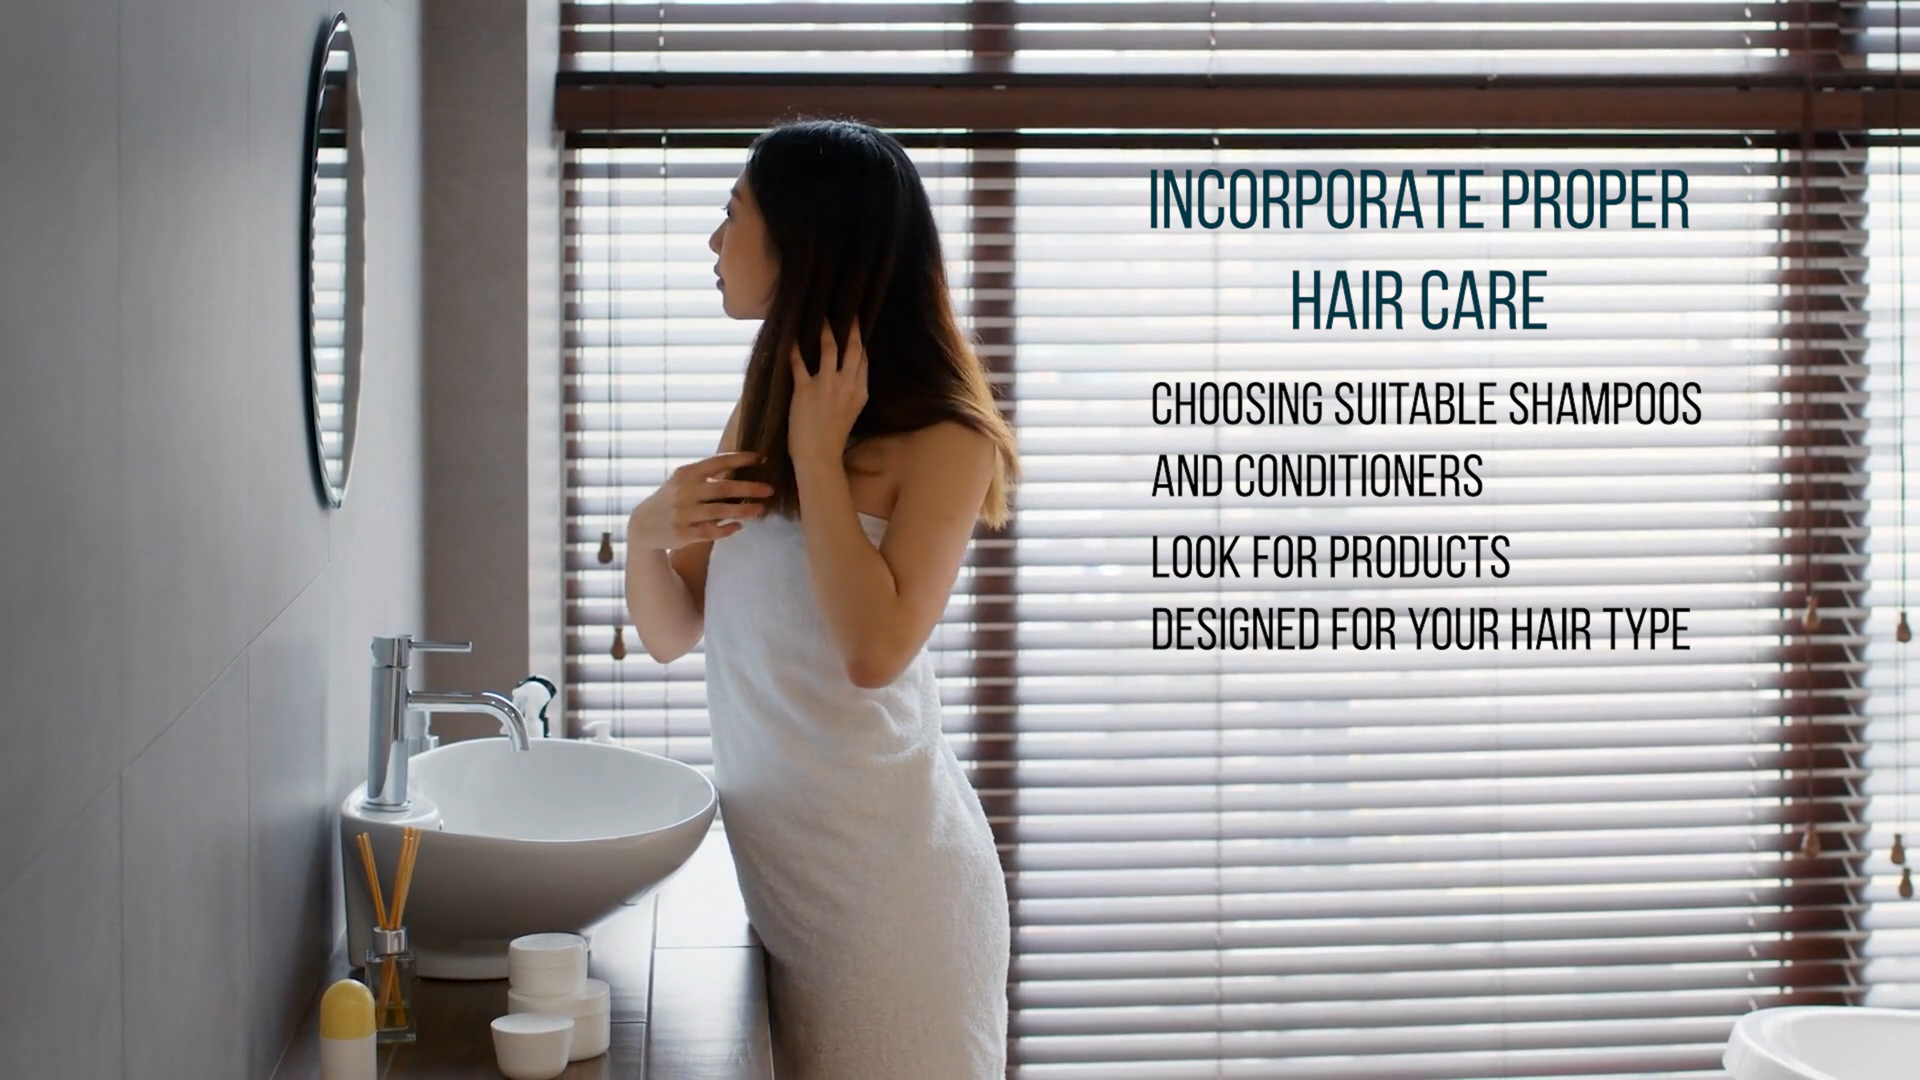 INCORPORATE PROPER
HAIR CARE
CHOOSING SUITABLE SHAMPOOS
AND CONDITIONERS
LOOK FOR PRODUCTS
DESIGNED FOR YOUR HAIR TYPE